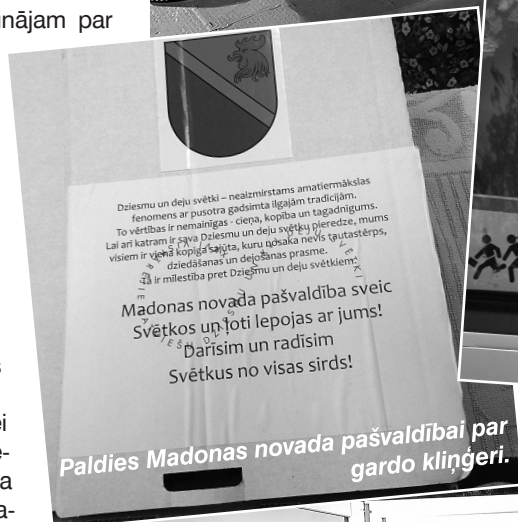 nājam par
Dziesmu un deju svētki – neaizmirstams amatiermākslas
fenomens ar pusotra gadsimta ilgajām tradicijām.
To vērtības ir nemainīgas - cieņa, kopība un tagadnīgums.
Lai arī katram ir sava Dziesmu un deju svētku pieredze, mums
visiem ir viena kopīga sajūta, kuru nosaka nevis tautastērps,
dziedāšanas un dejošanas prasme.
Tā ir mīlestība pret Dziesmu un deju svētkiem.
Madonas novada pašvaldība sveic
Svētkos un ļoti lepojas ar jums!
Darīsim un radīsim
Svētkus no visas sirds!
Paldies Madonas novada pašvaldībai par
gardo kliņģeri.